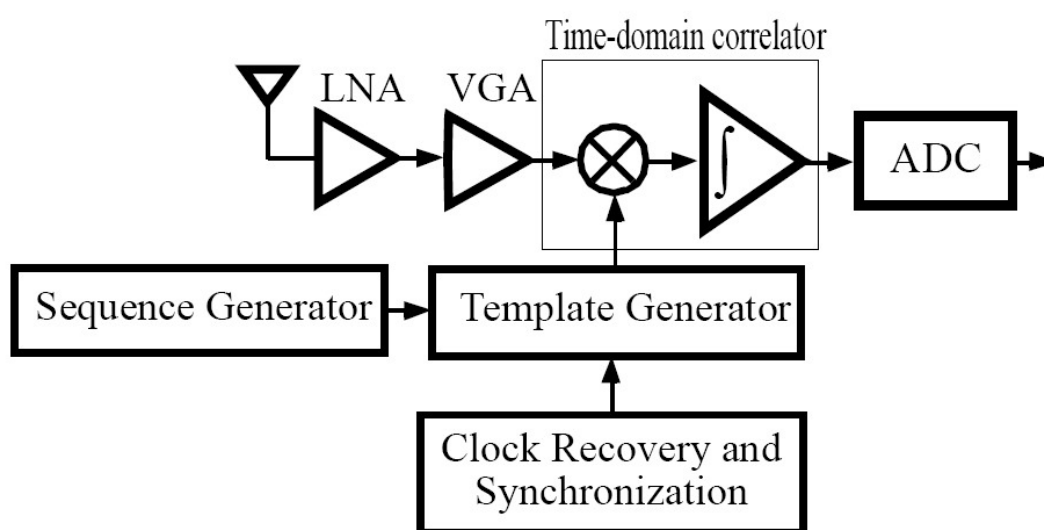 Time-domain correlator
LNA
VGA
∫
ADC
Sequence Generator
Template Generator
Clock Recovery and
Synchronization